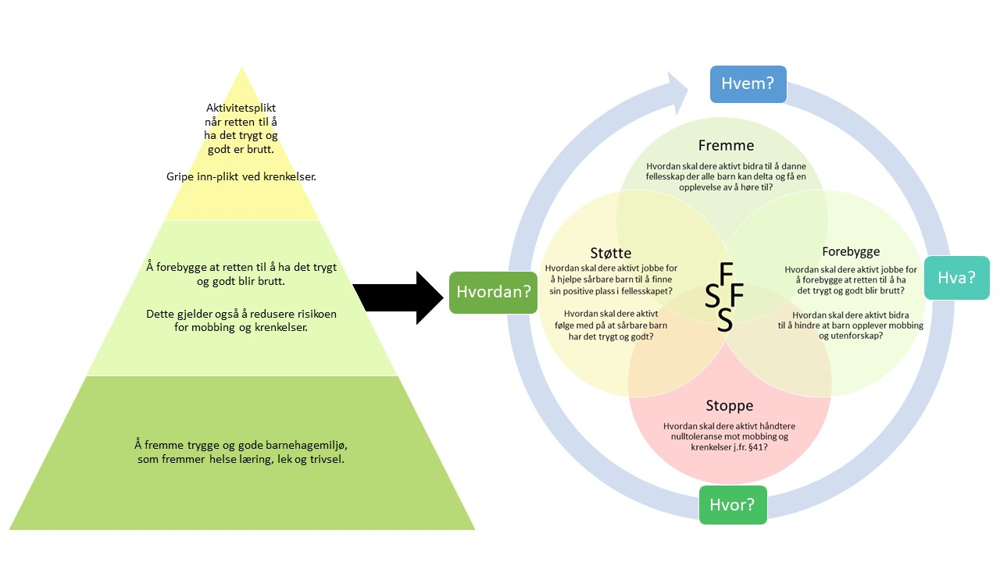 Aktivitetsplikt
når retten til å
ha det trygt og
godt er brutt.
Gripe inn-plikt ved krenkelser.
Å forebygge at retten til å ha det trygt
og godt blir brutt.
Dette gjelder også å redusere risikoen
for mobbing og krenkelser.
Å fremme trygge og gode barnehagemiljø,
som fremmer helse læring, lek og trivsel.
Hvordan?
Hvem?
Hva?
Hvor?
Fremme
Hvordan skal dere aktivt bidra til å danne
fellesskap der alle barn kan delta og få en
opplevelse av å høre til?
Støtte
Hvordan skal dere aktivt jobbe for
å hjelpe sårbare barn til å finne
sin positive plass i fellesskapet?
Hvordan skal dere aktivt
følge med på at sårbare barn
har det trygt og godt?
F
S F
S
Forebygge
Hvordan skal dere aktivt jobbe for
å forebygge at retten til å ha
det trygt og godt blir brutt?
Hvordan skal dere aktivt bidra
til å hindre at barn opplever mobbing
og utenforskap?
Stoppe
Hvordan skal dere aktivt håndtere
nulltoleranse mot mobbing og
krenkelser j.fr. §41?